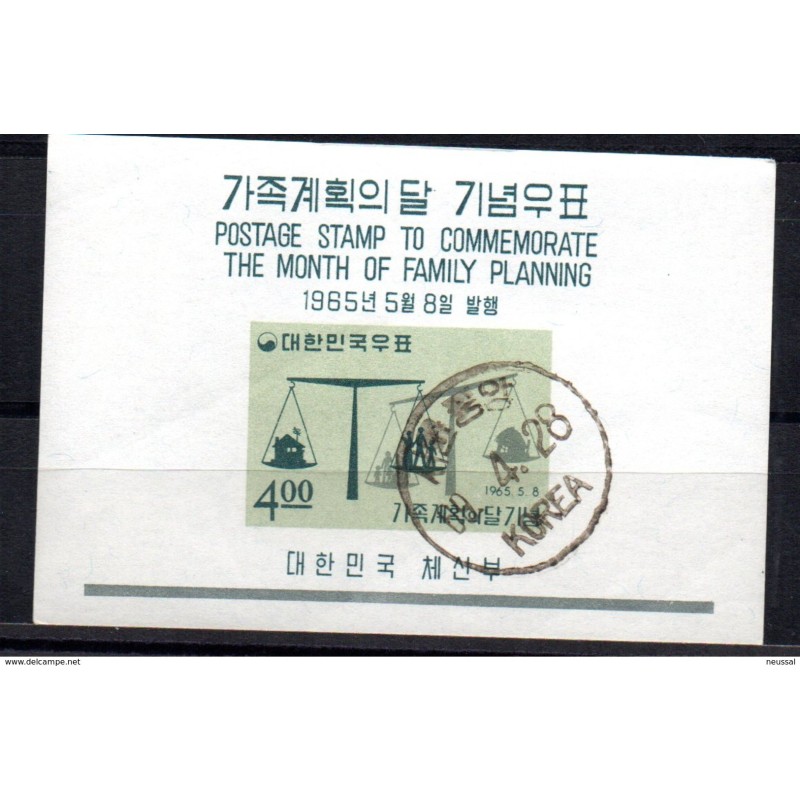 가족계획의 달 기념우표
POSTAGE STAMP TO COMMEMORATE
THE MONTH OF FAMILY PLANNING
1965년 5월 8일 발행
대한민국우표
4.28
1965.5.8
400
가족계획의달기념
KOREA
대한민국 체신부
www.delcampe.net
neussal